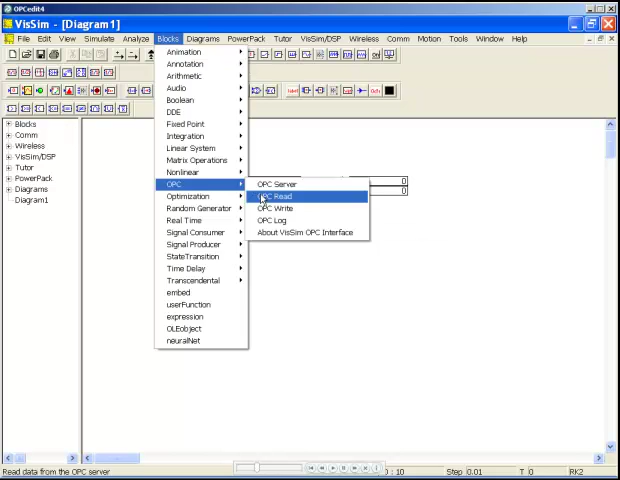 OPCedit4
VisSim - [Diagram1]
File Edit View Simulate Analyze Blocks Diagrams PowerPack Tutor VisSim/DSP Wireless Comm Motion Tools Window Help
Animation
Annotation
Arithmetic
Audio
Boolean
DDE
Fixed Point
Integration
Linear System
Matrix Operations
Nonlinear
OPC
Optimization
Random Generator
Real Time
Signal Consumer
Signal Producer
StateTransition
Time Delay
Transcendental
embed
userFunction
expression
OLEobject
neuralNet
OPC Server
OPC Read
OPC Write
OPC Log
About VisSim OPC Interface
0
0
Blocks
Comm
Wireless
VisSim/DSP
Tutor
PowerPack
Diagrams
Diagram1
Read data from the OPC server
0 : 10 Step 0.01 T 0 RK2